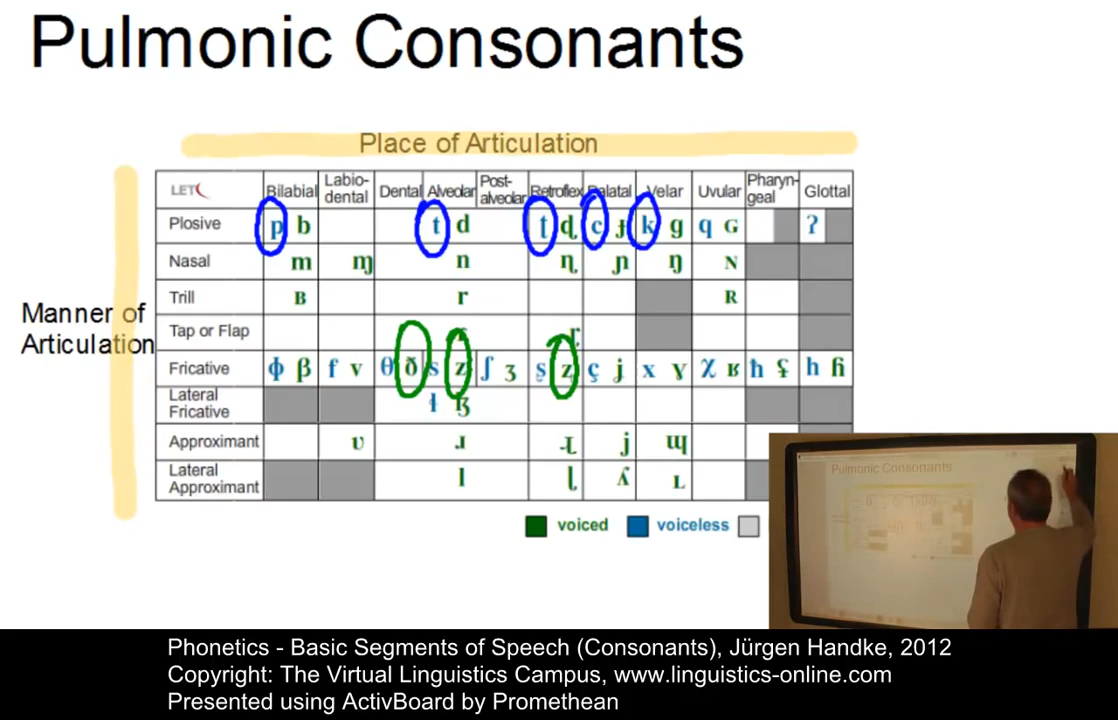 Pulmonic Consonants
Place of Articulation
LET Bilabial Labio-dental Dental Alveolar Post-alveolar Retroflex Palatal Velar Uvular Pharyn-geal Glottal
Plosive p b t d ʈ ɖ c ɟ k g q ɢ ʔ
Nasal m ɱ n ɳ ɲ ŋ ɴ
Trill ʙ r ʀ
Manner of Articulation
Tap or Flap ɽ
Fricative ɸ β f v θ ð s z ʃ ʒ ʂ ʐ ç ʝ x ɣ χ ʁ ħ ʕ h ɦ
Lateral Fricative ɬ ɮ
Approximant ʋ ɹ ɻ j ɰ
Lateral Approximant l ɭ ʎ ʟ
voiced voiceless
Pulmonic Consonants
Phonetics - Basic Segments of Speech (Consonants), Jürgen Handke, 2012
Copyright: The Virtual Linguistics Campus, www.linguistics-online.com
Presented using ActivBoard by Promethean